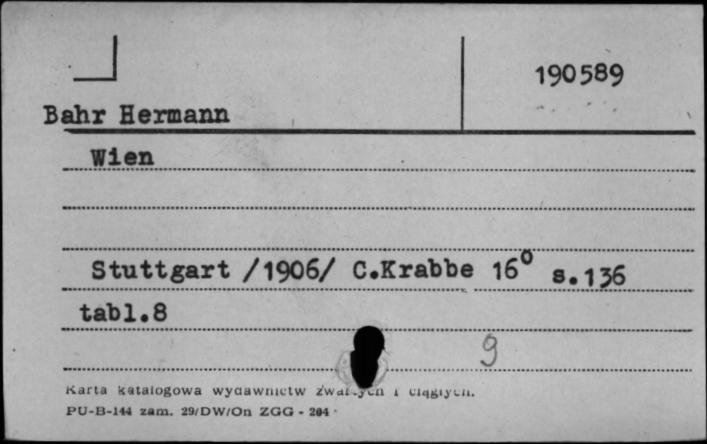 190589
Bahr Hermann
Wien
Stuttgart /1906/ C.Krabbe 16⁰ s.136
tabl.8
9
Karta katalogowa wydawnictw zwartych i ciągłych.
PU-B-144 zam. 29/DW/On ZGG - 204